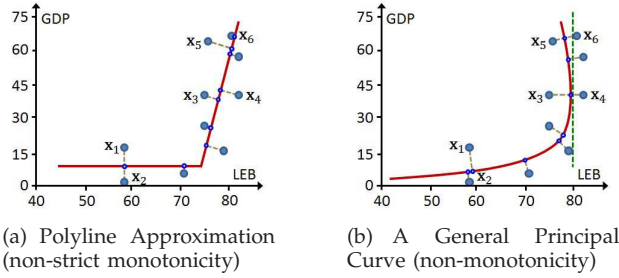 75 GDP
60
45
30
15
0
40 50 60 70 80
LEB
x₁
x₂
x₃
x₄
x₅
x₆
(a) Polyline Approximation
(non-strict monotonicity)
75 GDP
60
45
30
15
0
40 50 60 70 80
LEB
x₁
x₂
x₃
x₄
x₅
x₆
(b) A General Principal
Curve (non-monotonicity)